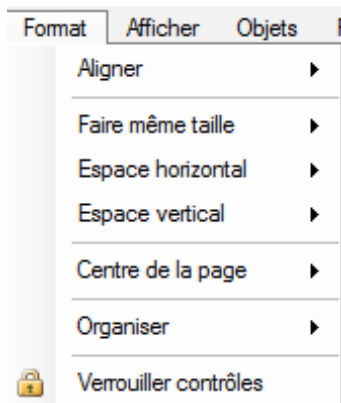 Format Afficher Objets
Aligner
Faire même taille
Espace horizontal
Espace vertical
Centre de la page
Organiser
Verrouiller contrôles